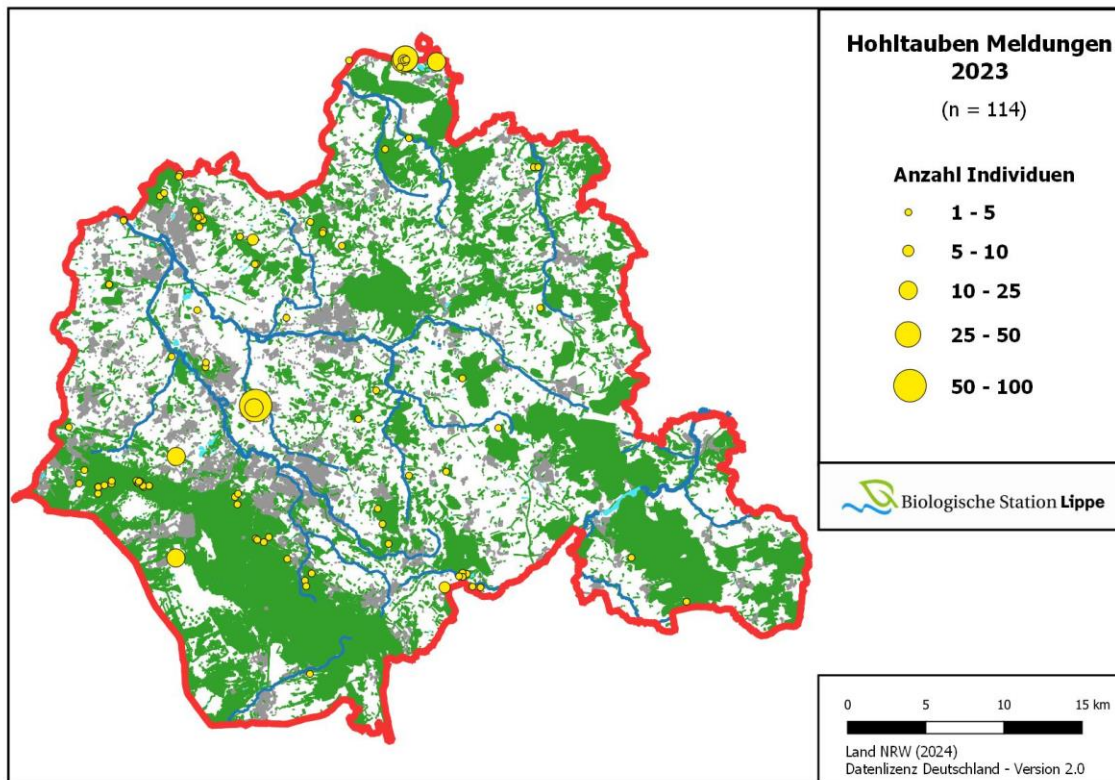 Hohltauben Meldungen
2023
(n = 114)
Anzahl Individuen
1 - 5
5 - 10
10 - 25
25 - 50
50 - 100
Biologische Station Lippe
0 5 10 15 km
Land NRW (2024)
Datenlizenz Deutschland - Version 2.0